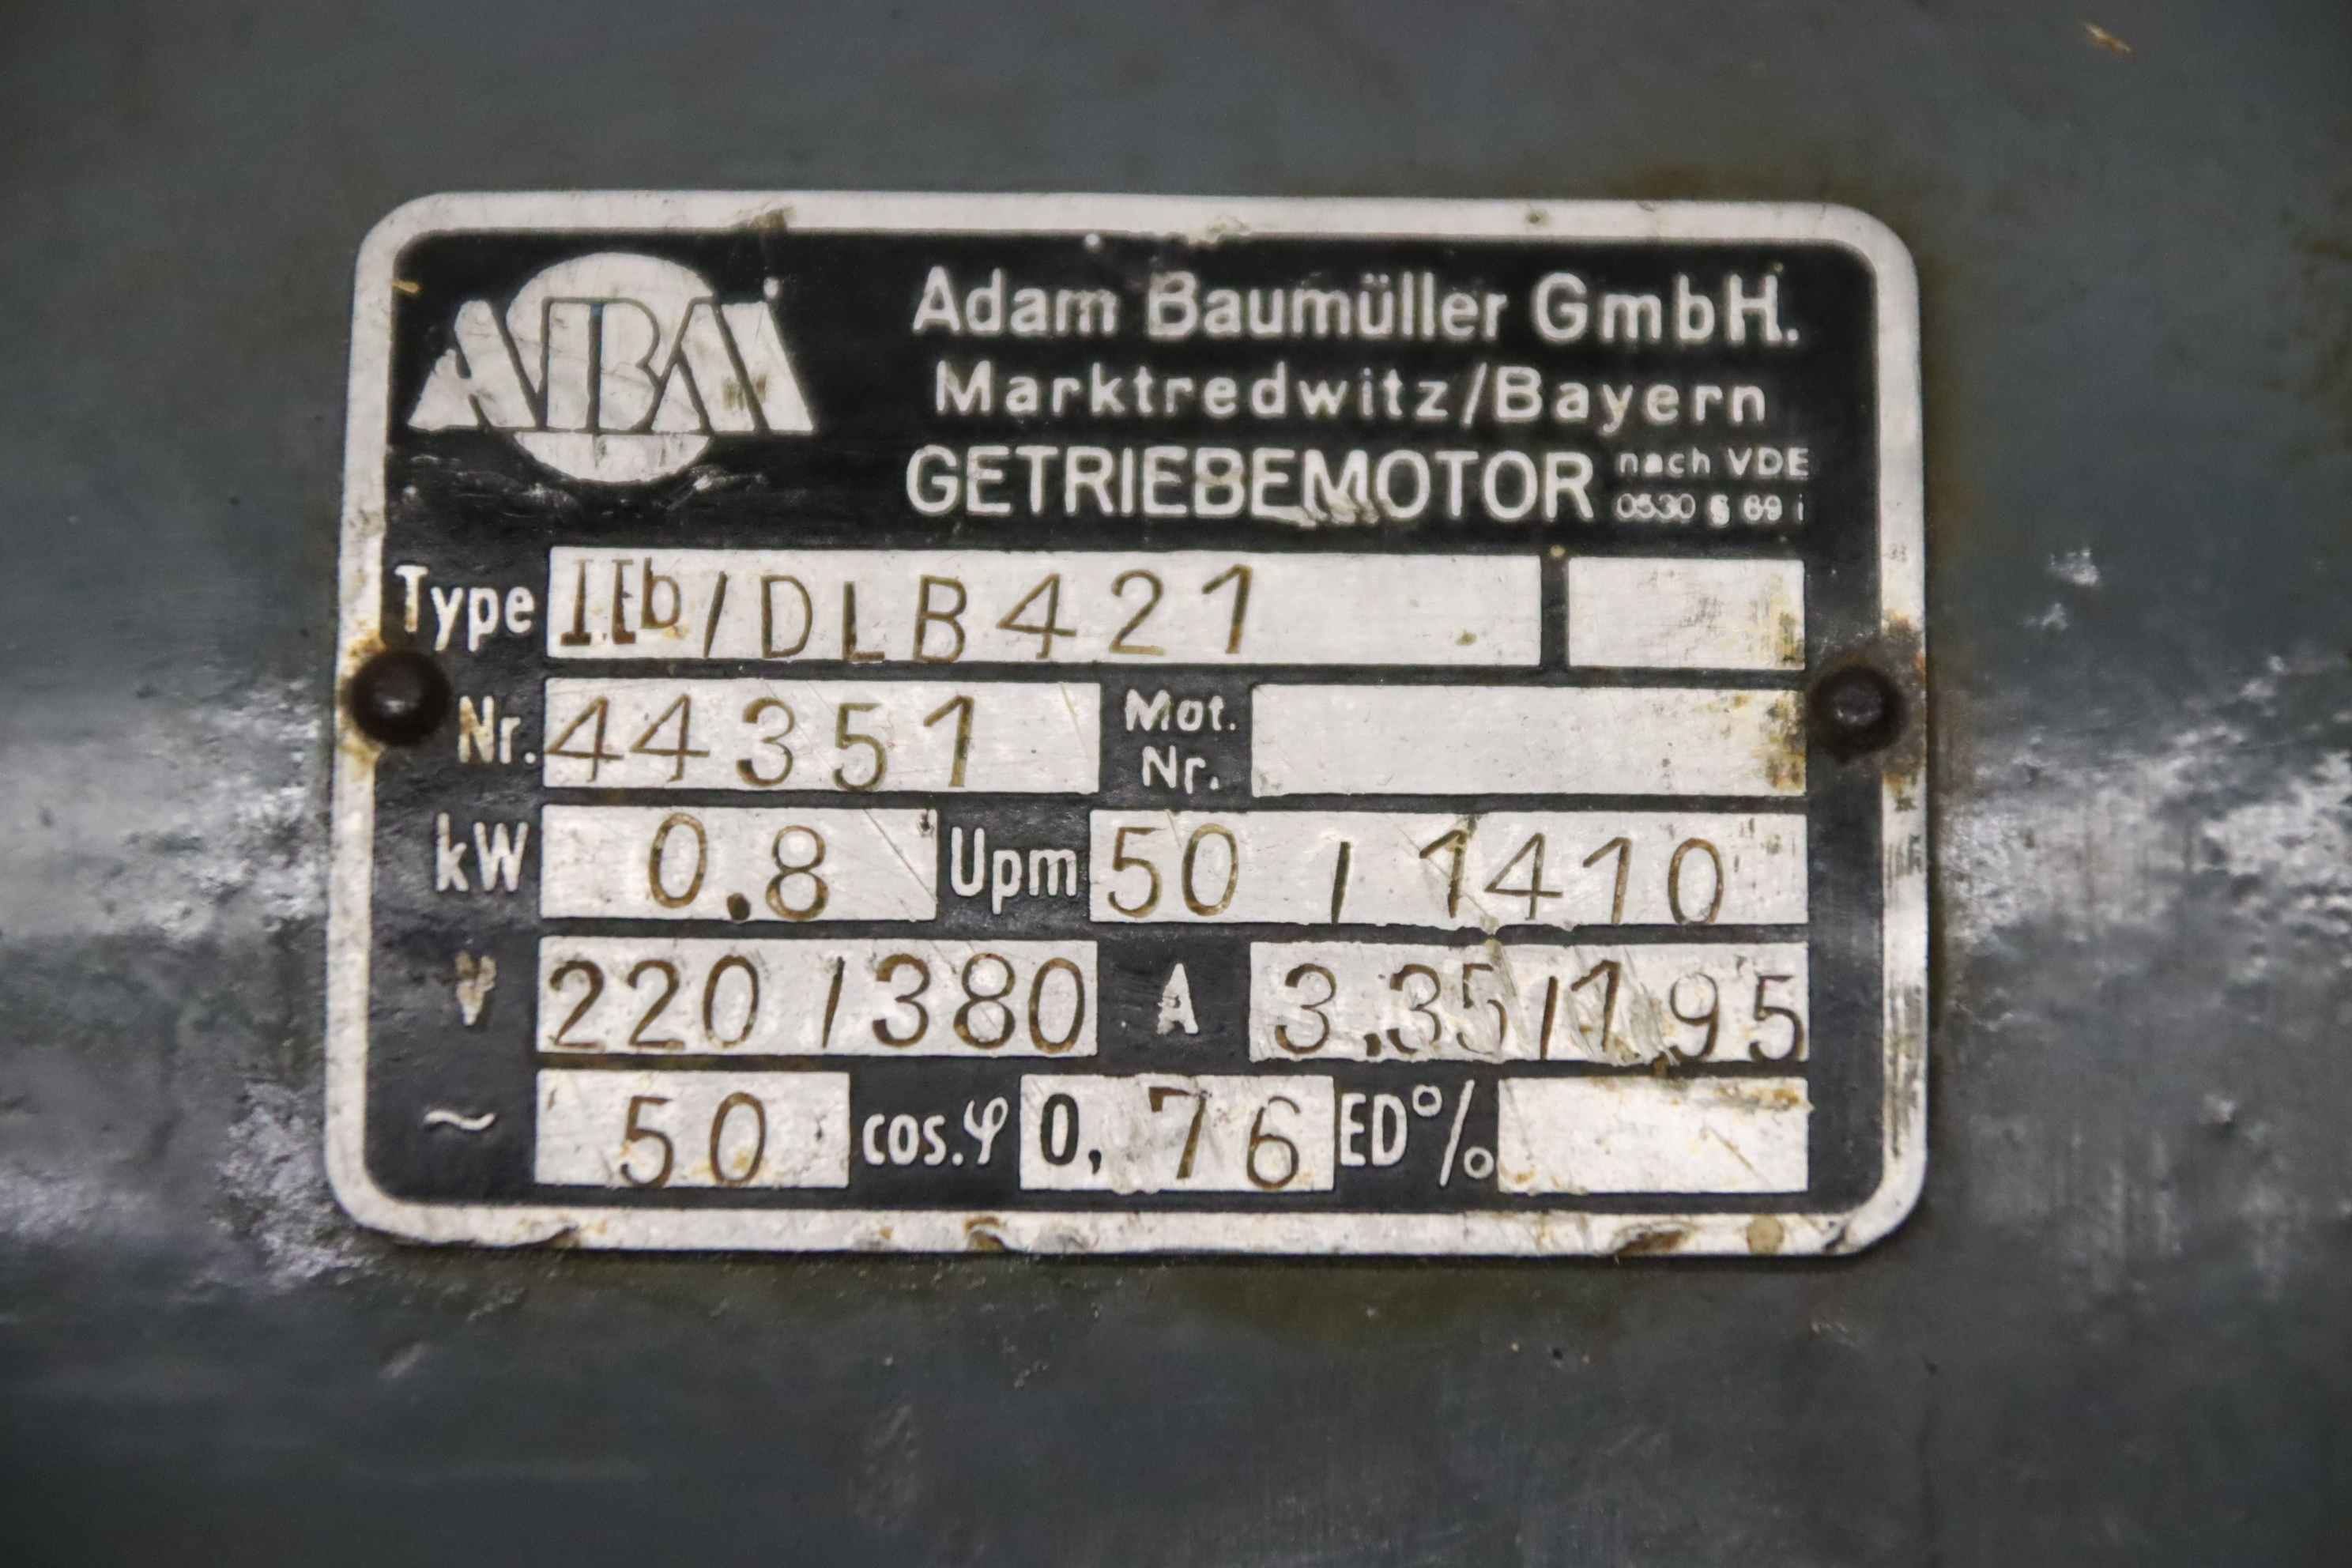 ABM
Adam Baumüller GmbH.
Marktredwitz/Bayern
GETRIEBEMOTOR nach VDE
0530 § 69 i
Type IIb/DLB421
Nr. 44351 Mot. Nr.
kW 0.8 Upm 50/1410
V 220/380 A 3.35/1.95
~ 50 cos.φ 0,76 ED%